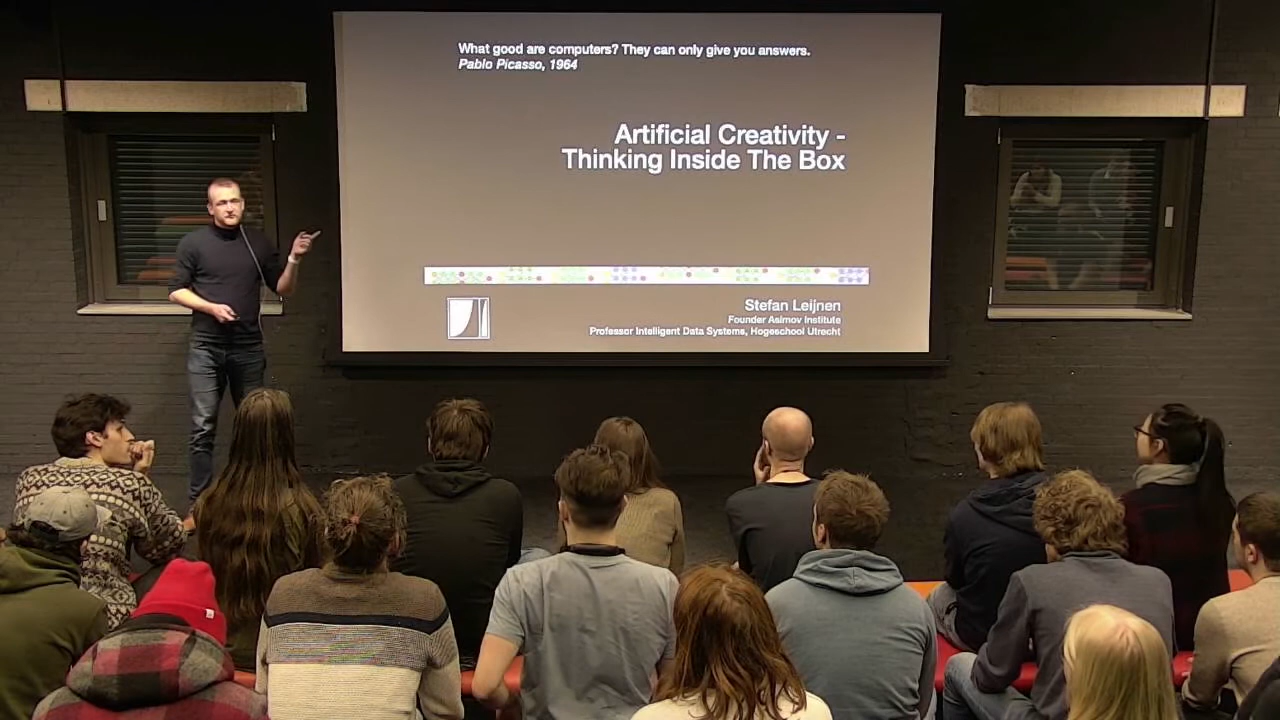 What good are computers? They can only give you answers.
Pablo Picasso, 1964
Artificial Creativity -
Thinking Inside The Box
Stefan Leijnen
Founder Asimov Institute
Professor Intelligent Data Systems, Hogeschool Utrecht